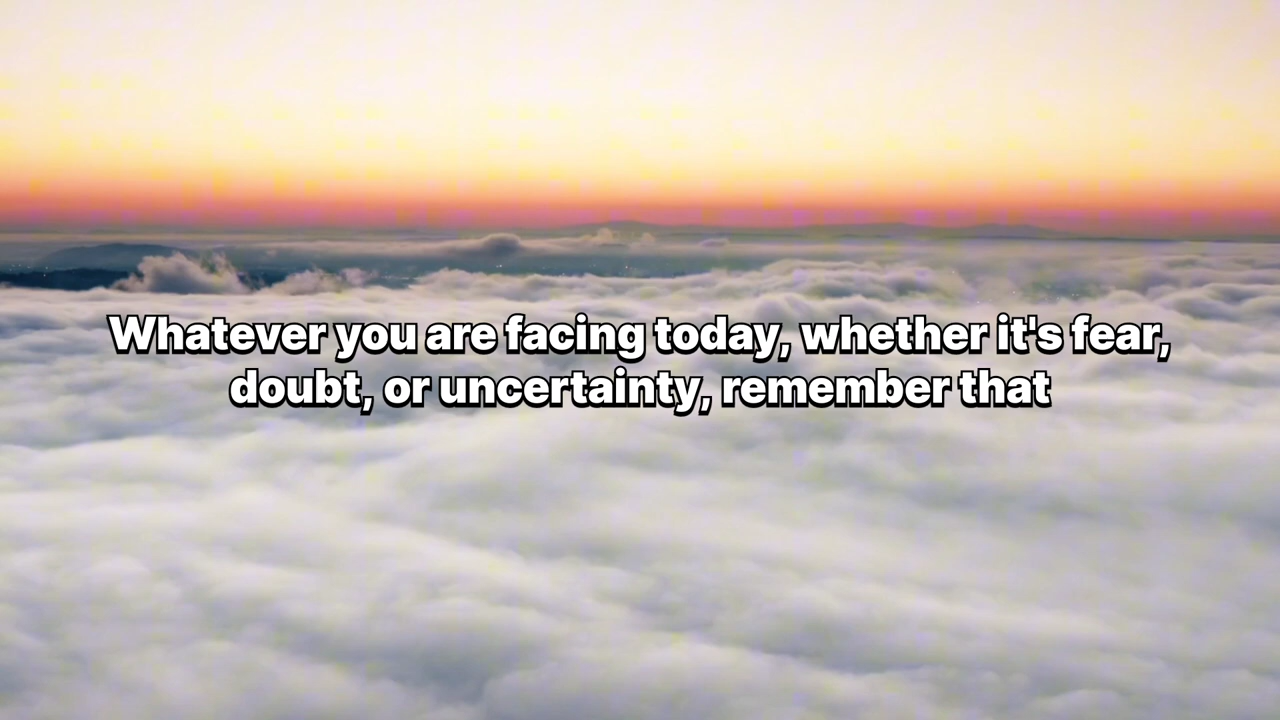 Whatever you are facing today, whether it's fear,
doubt, or uncertainty, remember that